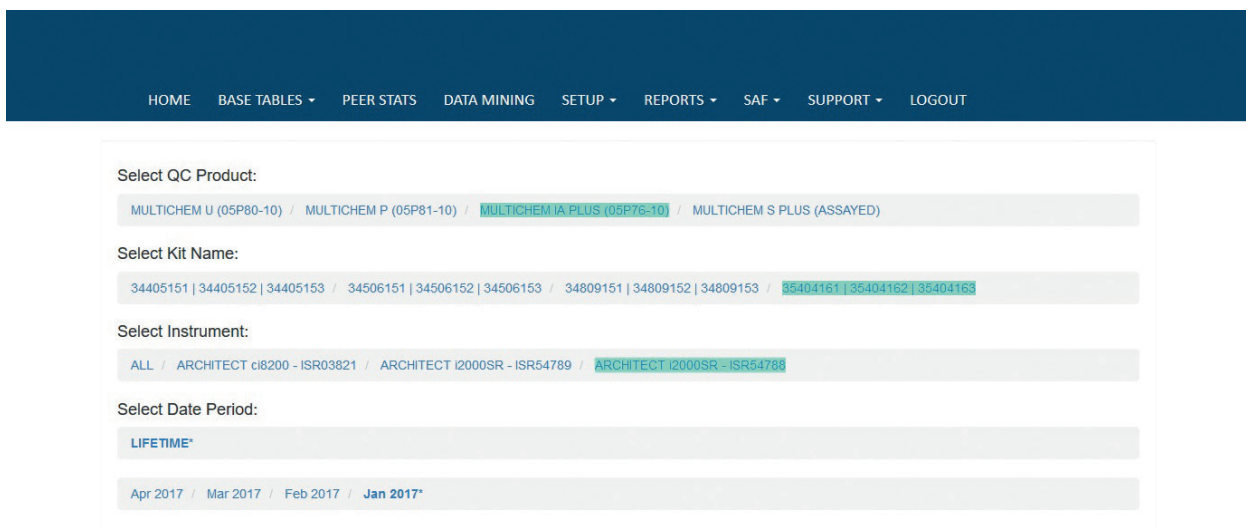 HOME BASE TABLES PEER STATS DATA MINING SETUP REPORTS SAF SUPPORT LOGOUT
Select QC Product:
MULTICHEM U (05P80-10) / MULTICHEM P (05P81-10) / MULTICHEM IA PLUS (05P76-10) / MULTICHEM S PLUS (ASSAYED)
Select Kit Name:
34405151 | 34405152 | 34405153 / 34506151 | 34506152 | 34506153 / 34809151 | 34809152 | 34809153 / 35404161 | 35404162 | 35404163
Select Instrument:
ALL / ARCHITECT ci8200 - ISR03821 / ARCHITECT i2000SR - ISR54789 / ARCHITECT i2000SR - ISR54788
Select Date Period:
LIFETIME*
Apr 2017 / Mar 2017 / Feb 2017 / Jan 2017*